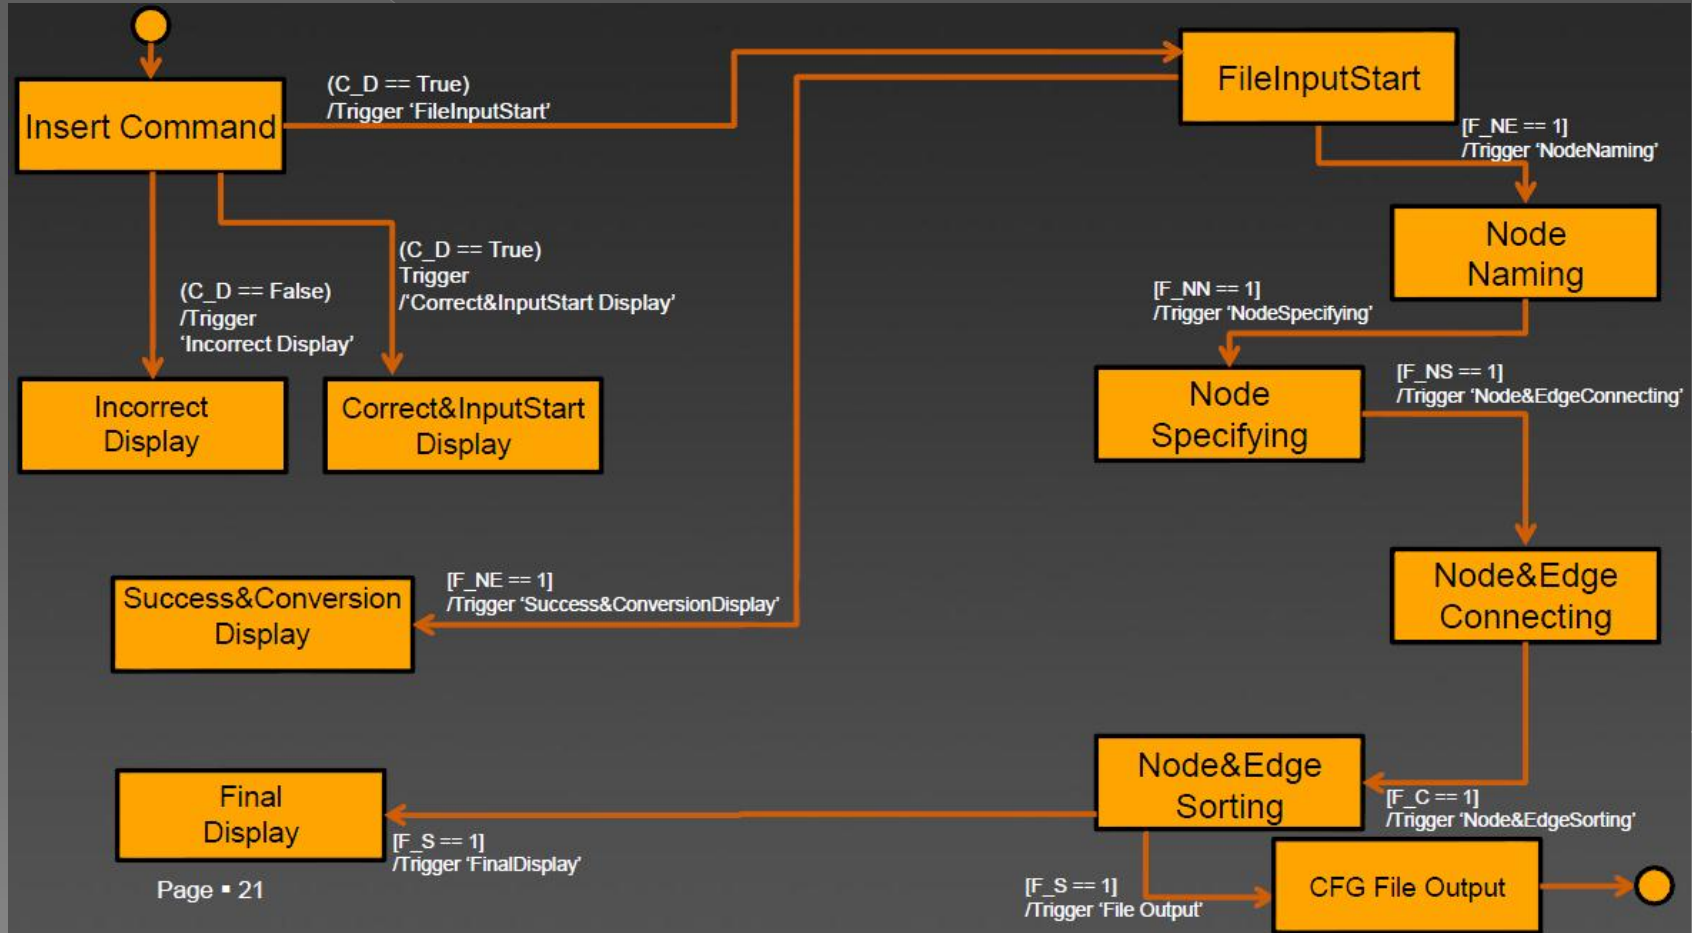 Insert Command
(C_D == True)
/Trigger ‘FileInputStart’
FileInputStart
[F_NE == 1]
/Trigger ‘NodeNaming’
Node
Naming
(C_D == True)
Trigger
/‘Correct&InputStart Display’
(C_D == False)
/Trigger
‘Incorrect Display’
[F_NN == 1]
/Trigger ‘NodeSpecifying’
Incorrect
Display
Correct&InputStart
Display
Node
Specifying
[F_NS == 1]
/Trigger ‘Node&EdgeConnecting’
Success&Conversion
Display
[F_NE == 1]
/Trigger ‘Success&ConversionDisplay’
Node&Edge
Connecting
Node&Edge
Sorting
[F_C == 1]
/Trigger ‘Node&EdgeSorting’
Final
Display
[F_S == 1]
/Trigger ‘FinalDisplay’
[F_S == 1]
/Trigger ‘File Output’
CFG File Output
Page ▪ 21